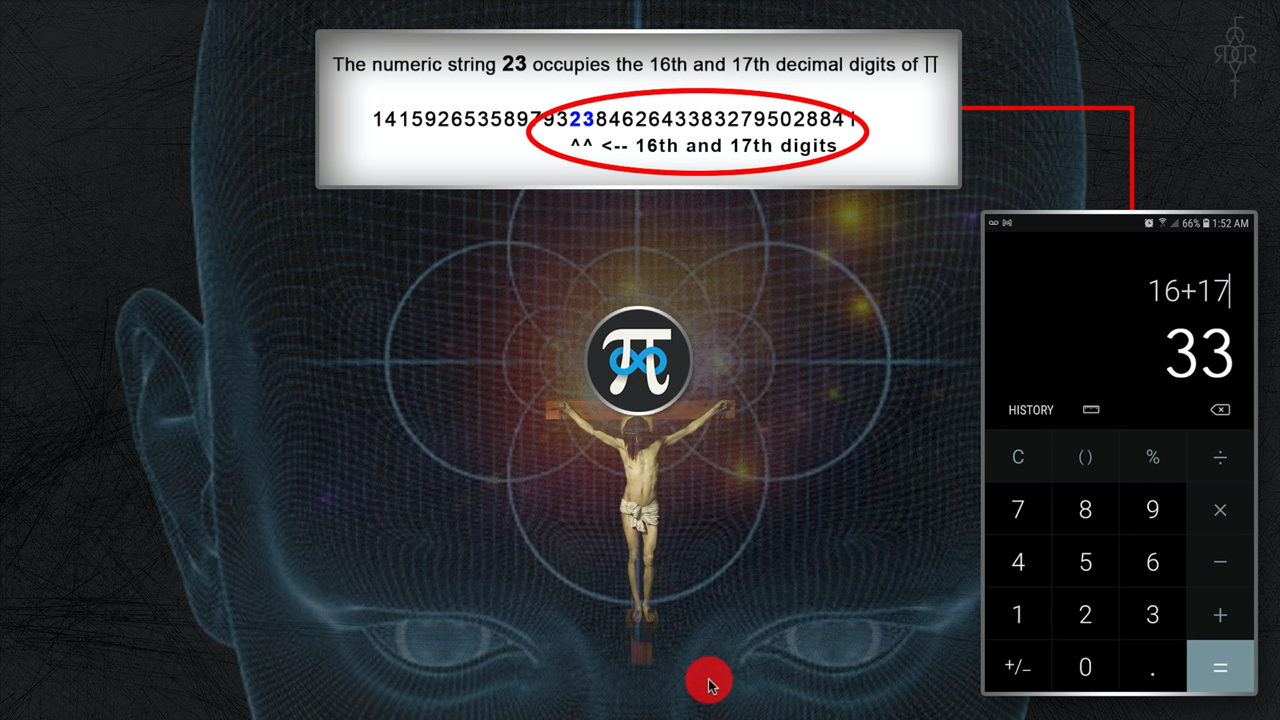 The numeric string 23 occupies the 16th and 17th decimal digits of π
1415926535897932384626433832795028841
^^ <-- 16th and 17th digits
66% 1:52 AM
16+17
33
HISTORY
C ( ) % ÷
7 8 9 ×
4 5 6 −
1 2 3 +
+/− 0 . =
π